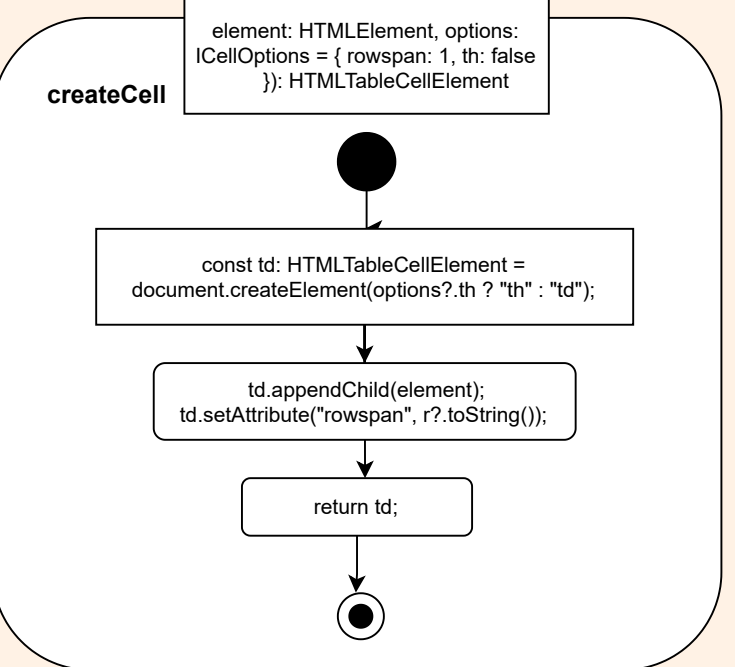 element: HTMLElement, options:
ICellOptions = { rowspan: 1, th: false
}): HTMLTableCellElement
createCell
const td: HTMLTableCellElement =
document.createElement(options?.th ? "th" : "td");
td.appendChild(element);
td.setAttribute("rowspan", r?.toString());
return td;